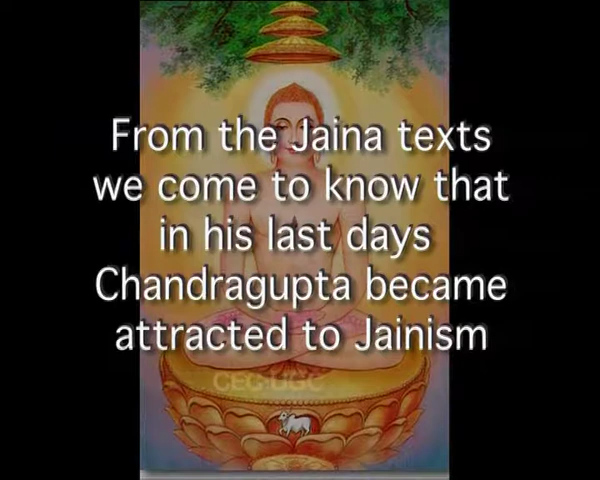 From the Jaina texts
we come to know that
in his last days
Chandragupta became
attracted to Jainism
CEC-UGC